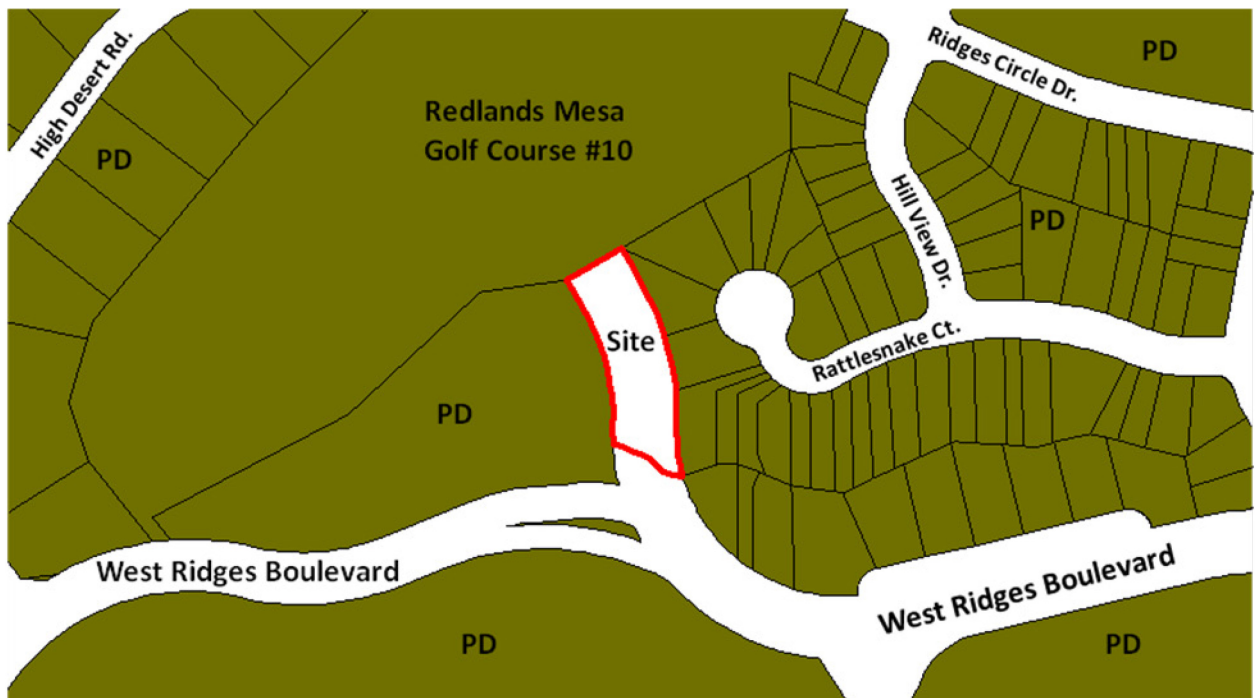 Ridges Circle Dr.
PD
High Desert Rd.
Redlands Mesa
Golf Course #10
PD
Hill View Dr.
PD
Site
Rattlesnake Ct.
PD
West Ridges Boulevard
West Ridges Boulevard
PD
PD